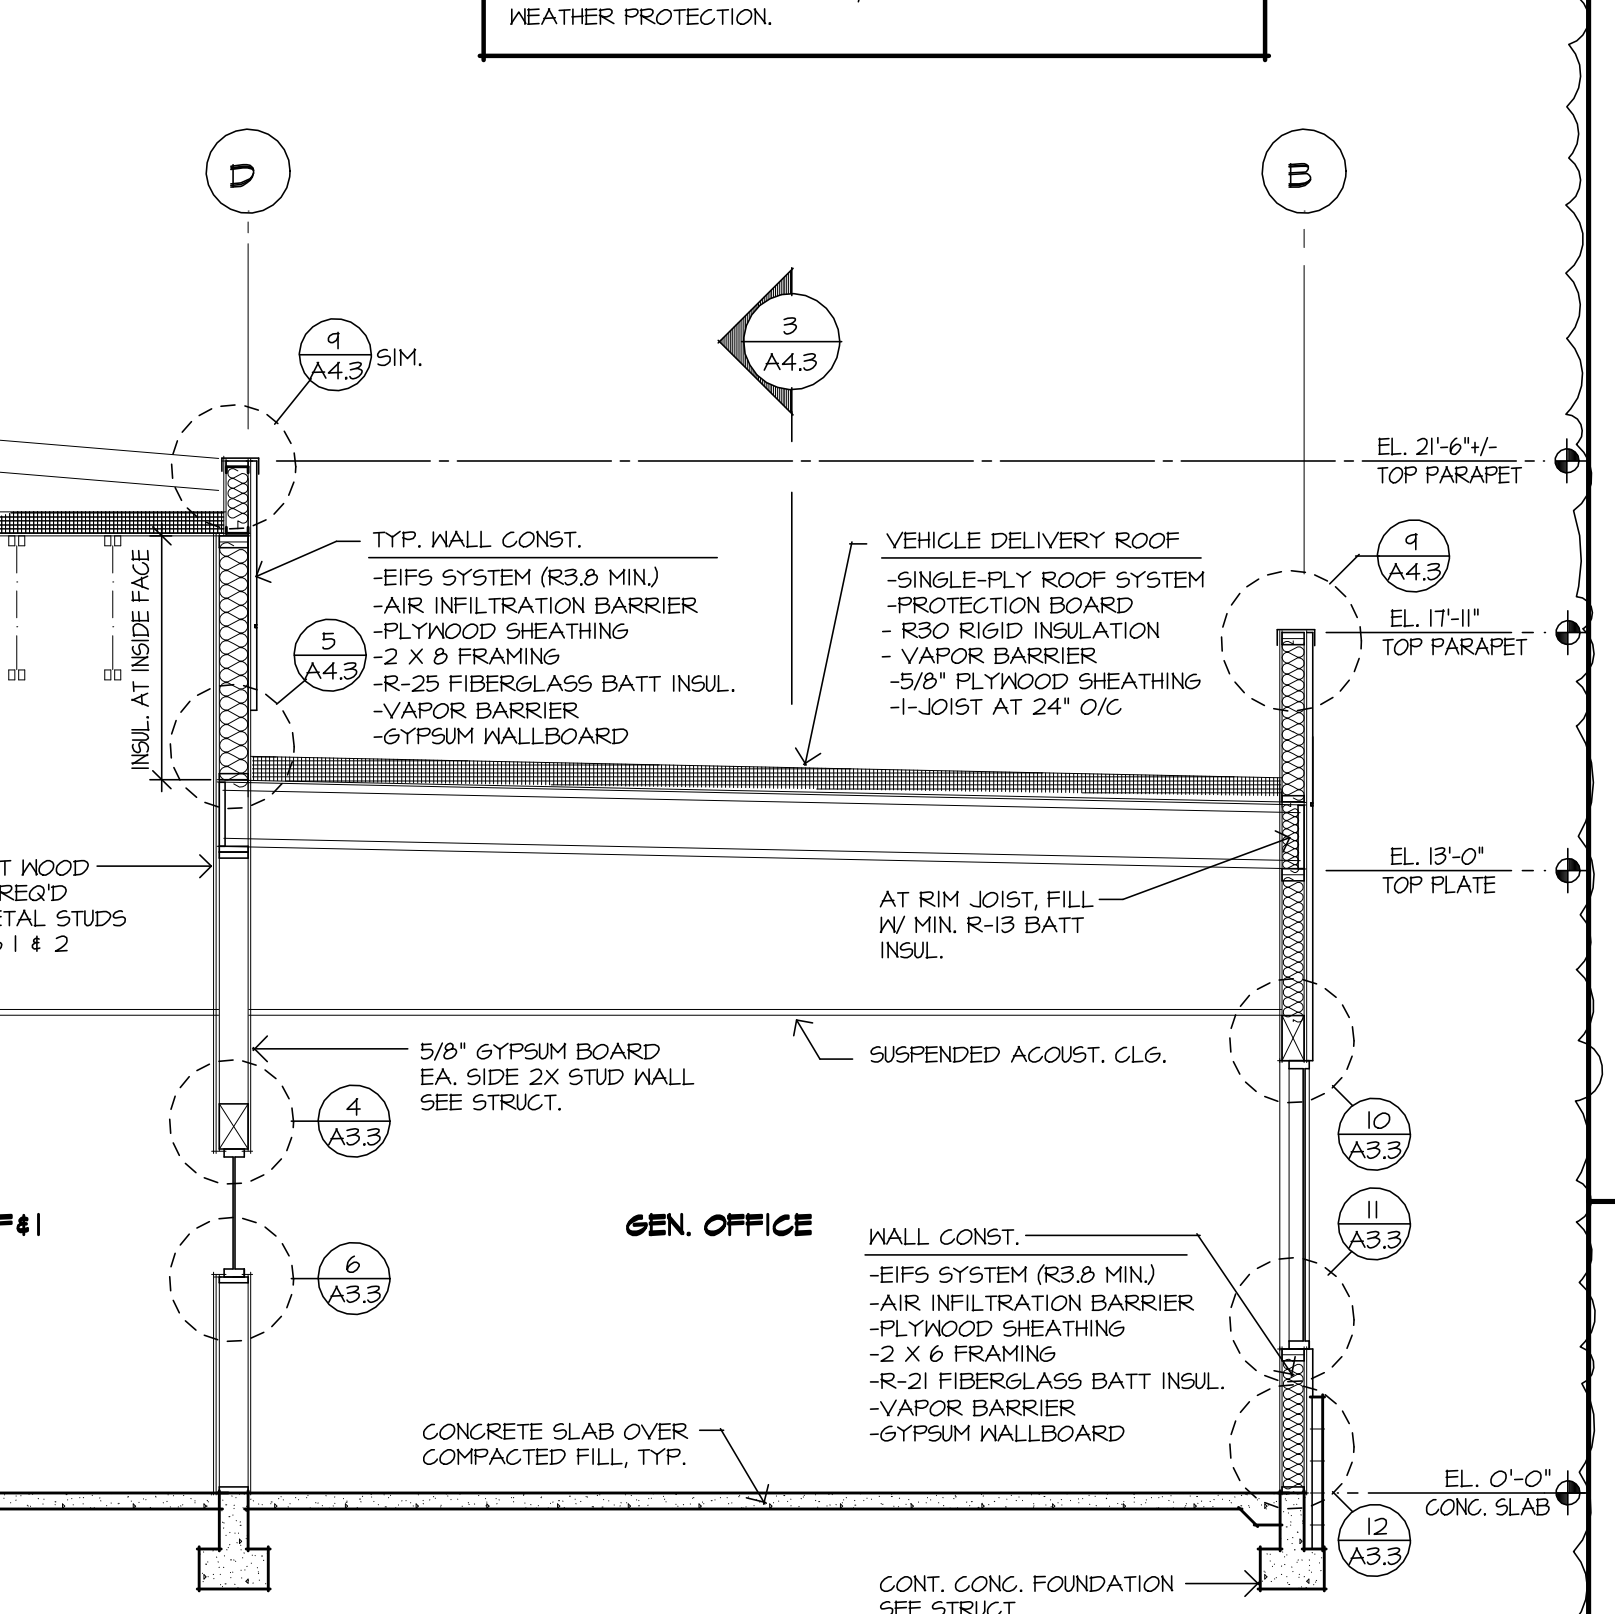 WEATHER PROTECTION.
D
B
3
A4.3
9
A4.3
SIM.
EL. 21'-6"+/-
TOP PARAPET
9
A4.3
EL. 17'-11"
TOP PARAPET
INSUL. AT INSIDE FACE
TYP. WALL CONST.
-EIFS SYSTEM (R3.8 MIN.)
-AIR INFILTRATION BARRIER
-PLYWOOD SHEATHING
-2 X 8 FRAMING
-R-25 FIBERGLASS BATT INSUL.
-VAPOR BARRIER
-GYPSUM WALLBOARD
5
A4.3
VEHICLE DELIVERY ROOF
-SINGLE-PLY ROOF SYSTEM
-PROTECTION BOARD
- R30 RIGID INSULATION
- VAPOR BARRIER
-5/8" PLYWOOD SHEATHING
-I-JOIST AT 24" O/C
EL. 13'-0"
TOP PLATE
T WOOD
REQ'D
ETAL STUDS
1 & 2
AT RIM JOIST, FILL
W/ MIN. R-13 BATT
INSUL.
5/8" GYPSUM BOARD
EA. SIDE 2X STUD WALL
SEE STRUCT.
SUSPENDED ACOUST. CLG.
4
A3.3
10
A3.3
11
A3.3
F&I
GEN. OFFICE
6
A3.3
WALL CONST.
-EIFS SYSTEM (R3.8 MIN.)
-AIR INFILTRATION BARRIER
-PLYWOOD SHEATHING
-2 X 6 FRAMING
-R-21 FIBERGLASS BATT INSUL.
-VAPOR BARRIER
-GYPSUM WALLBOARD
CONCRETE SLAB OVER
COMPACTED FILL, TYP.
EL. 0'-0"
CONC. SLAB
12
A3.3
CONT. CONC. FOUNDATION
SEE STRUCT